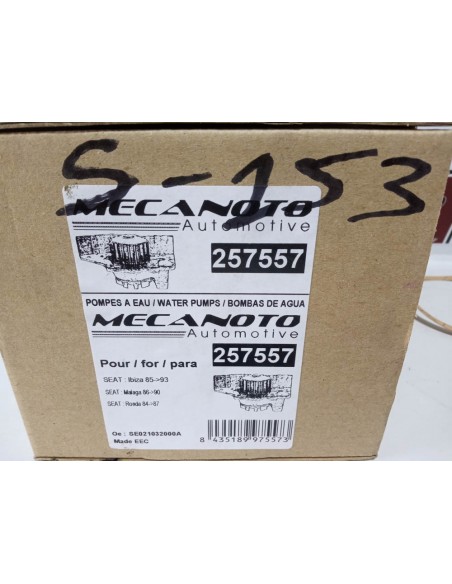 S-153
MECANOTO
Automotive
257557
POMPES A EAU / WATER PUMPS / BOMBAS DE AGUA
MECANOTO
Automotive
257557
Pour / for / para
SEAT : Ibiza 85->93
SEAT : Malaga 86->90
SEAT : Ronda 84->87
Oe : SE021032000A
Made EEC
8 435189 975573